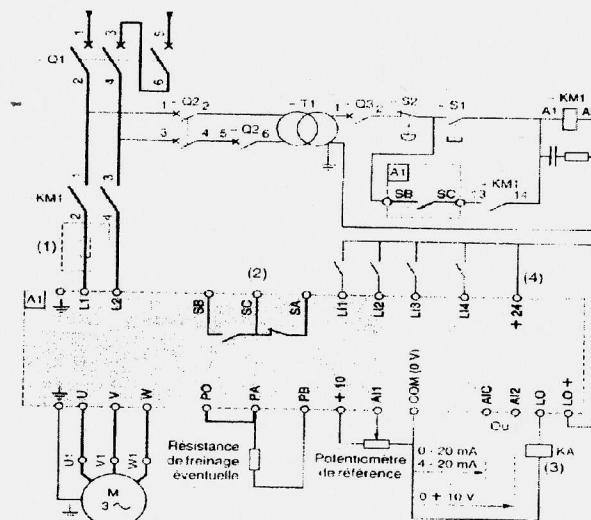 1 3 5
- Q1
2 4 6
1 - Q2 2
- T1
1 - Q3 2
- S2
- S1
- KM1
A1
3 4 5 - Q2 6
A1
SB SC
13 - KM1 14
1 3
KM1
2 4
(1)
(2)
(4)
A1
L1 L2
SB SC SA
LI1 LI2 LI3 LI4 + 24
U V W
PO PA PB + 10 AI1 COM (0 V) AIC AI2 LO LO +
Ou
U1 V1 W1
Résistance
de freinage
éventuelle
Potentiomètre
de référence
0 - 20 mA
4 - 20 mA
0 + 10 V
KA
(3)
M
3 ~